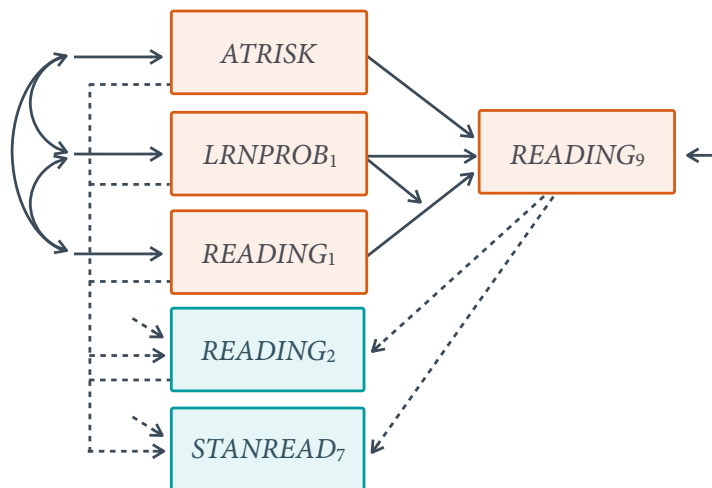 ATRISK
LRNPROB₁
READING₉
READING₁
READING₂
STANREAD₇